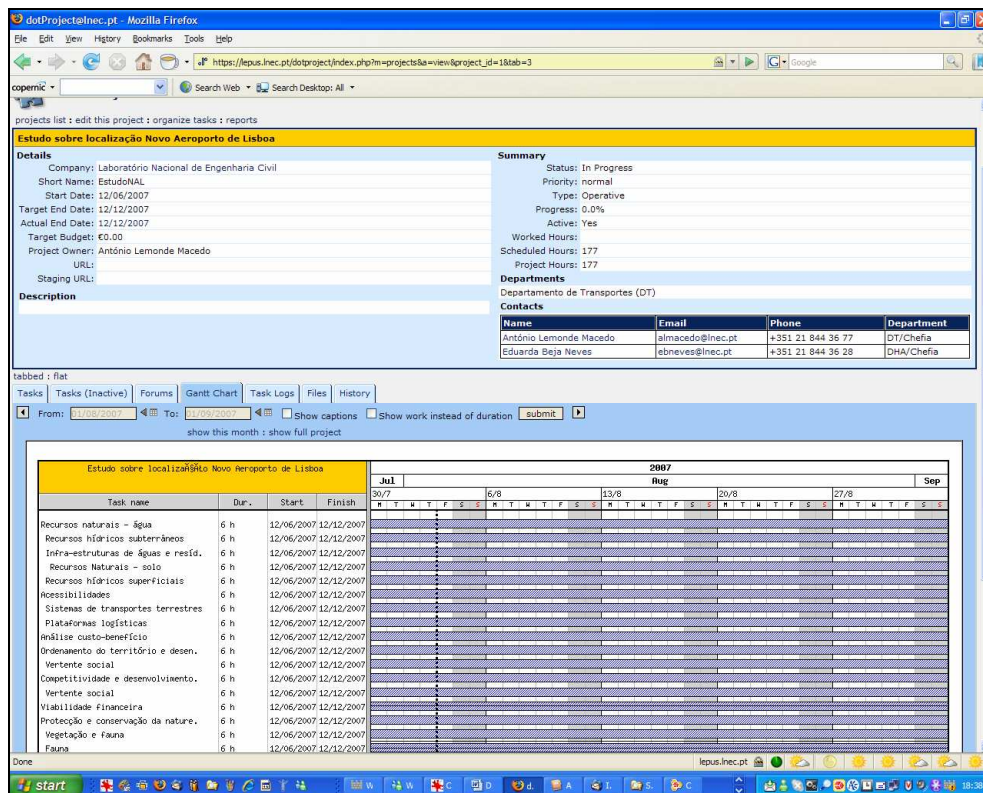 dotProject@lnec.pt - Mozilla Firefox
File Edit View History Bookmarks Tools Help
https://lepus.lnec.pt/dotproject/index.php?m=projects&a=view&project_id=1&tab=3
Google
copernic Search Web Search Desktop: All
projects list : edit this project : organize tasks : reports
Estudo sobre localização Novo Aeroporto de Lisboa
Details
Company: Laboratório Nacional de Engenharia Civil
Short Name: EstudoNAL
Start Date: 12/06/2007
Target End Date: 12/12/2007
Actual End Date: 12/12/2007
Target Budget: €0.00
Project Owner: António Lemonde Macedo
URL:
Staging URL:
Description
Summary
Status: In Progress
Priority: normal
Type: Operative
Progress: 0.0%
Active: Yes
Worked Hours:
Scheduled Hours: 177
Project Hours: 177
Departments
Departamento de Transportes (DT)
Contacts
Name Email Phone Department
António Lemonde Macedo almacedo@lnec.pt +351 21 844 36 77 DT/Chefia
Eduarda Beja Neves ebneves@lnec.pt +351 21 844 36 28 DHA/Chefia
tabbed : flat
Tasks Tasks (Inactive) Forums Gantt Chart Task Logs Files History
From: 01/08/2007 To: 01/09/2007 Show captions Show work instead of duration submit
show this month : show full project
Estudo sobre localizaÃ§Ã£o Novo Aeroporto de Lisboa
2007
Jul Aug Sep
30/7 6/8 13/8 20/8 27/8
M T W T F S S M T W T F S S M T W T F S S M T W T F S S M T W T F S S
Task name Dur. Start Finish
Recursos naturais - água 6 h 12/06/2007 12/12/2007
Recursos hídricos subterrâneos 6 h 12/06/2007 12/12/2007
Infra-estruturas de águas e resíd. 6 h 12/06/2007 12/12/2007
Recursos Naturais - solo 6 h 12/06/2007 12/12/2007
Recursos hídricos superficiais 6 h 12/06/2007 12/12/2007
Acessibilidades 6 h 12/06/2007 12/12/2007
Sistemas de transportes terrestres 6 h 12/06/2007 12/12/2007
Plataformas logísticas 6 h 12/06/2007 12/12/2007
Análise custo-benefício 6 h 12/06/2007 12/12/2007
Ordenamento do território e desen. 6 h 12/06/2007 12/12/2007
Vertente social 6 h 12/06/2007 12/12/2007
Competitividade e desenvolvimento. 6 h 12/06/2007 12/12/2007
Vertente social 6 h 12/06/2007 12/12/2007
Viabilidade financeira 6 h 12/06/2007 12/12/2007
Protecção e conservação da nature. 6 h 12/06/2007 12/12/2007
Vegetação e fauna 6 h 12/06/2007 12/12/2007
Fauna 6 h 12/06/2007 12/12/2007
Done lepus.lnec.pt
start W W C D d. A I. S. C 18:38